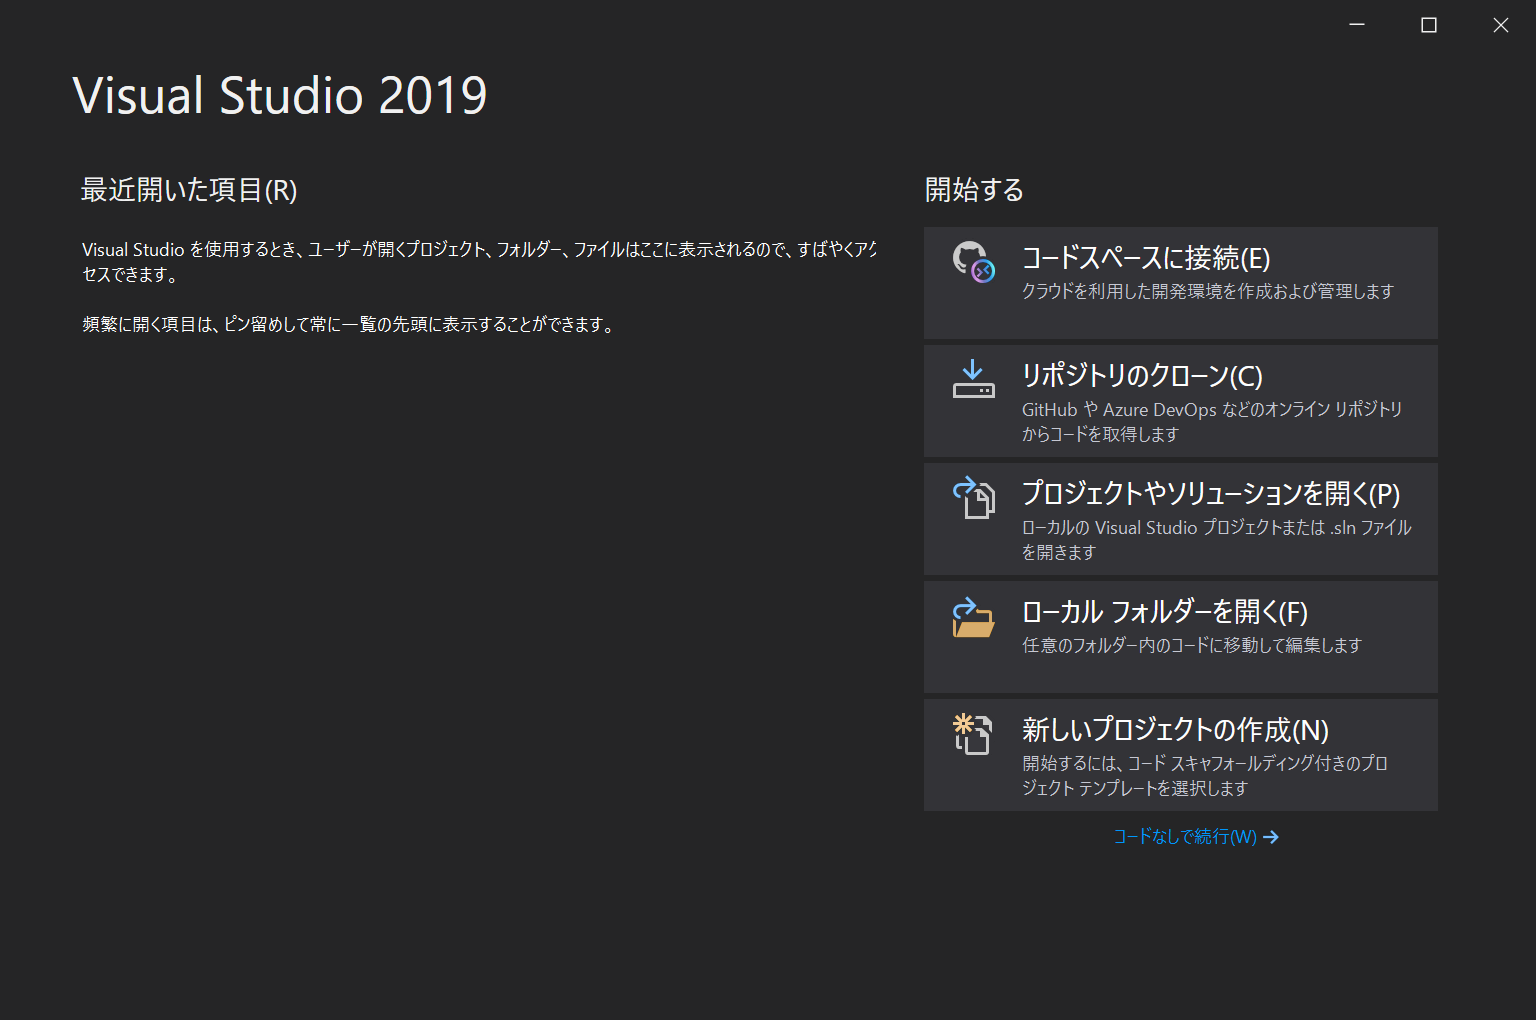 Visual Studio 2019
最近開いた項目(R)
Visual Studio を使用するとき、ユーザーが開くプロジェクト、フォルダー、ファイルはここに表示されるので、すばやくアク
セスできます。
頻繁に開く項目は、ピン留めして常に一覧の先頭に表示することができます。
開始する
コードスペースに接続(E)
クラウドを利用した開発環境を作成および管理します
リポジトリのクローン(C)
GitHub や Azure DevOps などのオンライン リポジトリ
からコードを取得します
プロジェクトやソリューションを開く(P)
ローカルの Visual Studio プロジェクトまたは .sln ファイル
を開きます
ローカル フォルダーを開く(F)
任意のフォルダー内のコードに移動して編集します
新しいプロジェクトの作成(N)
開始するには、コード スキャフォールディング付きのプロ
ジェクト テンプレートを選択します
コードなしで続行(W)